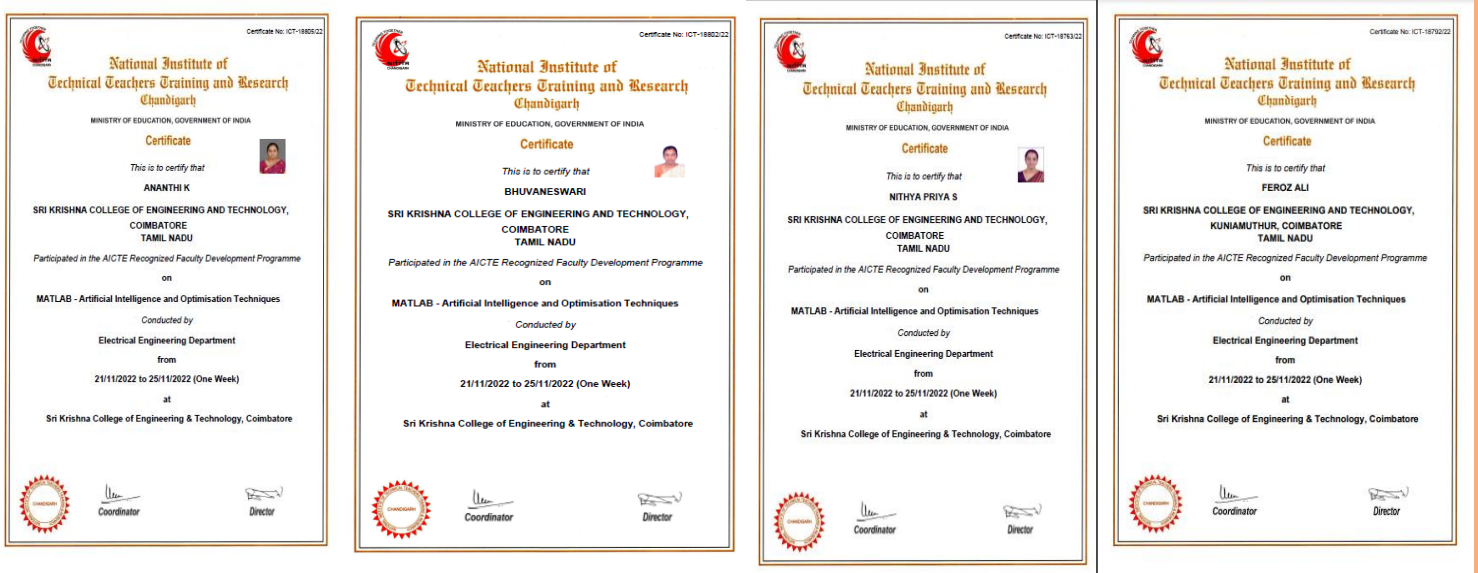 Certificate No: ICT-18805/22
National Institute of
Technical Teachers Training and Research
Chandigarh
MINISTRY OF EDUCATION, GOVERNMENT OF INDIA
Certificate
This is to certify that
ANANTHI K
SRI KRISHNA COLLEGE OF ENGINEERING AND TECHNOLOGY,
COIMBATORE
TAMIL NADU
Participated in the AICTE Recognized Faculty Development Programme
on
MATLAB - Artificial Intelligence and Optimisation Techniques
Conducted by
Electrical Engineering Department
from
21/11/2022 to 25/11/2022 (One Week)
at
Sri Krishna College of Engineering & Technology, Coimbatore
CHANDIGARH
Coordinator
Director
Certificate No: ICT-18802/22
National Institute of
Technical Teachers Training and Research
Chandigarh
MINISTRY OF EDUCATION, GOVERNMENT OF INDIA
Certificate
This is to certify that
BHUVANESWARI
SRI KRISHNA COLLEGE OF ENGINEERING AND TECHNOLOGY,
COIMBATORE
TAMIL NADU
Participated in the AICTE Recognized Faculty Development Programme
on
MATLAB - Artificial Intelligence and Optimisation Techniques
Conducted by
Electrical Engineering Department
from
21/11/2022 to 25/11/2022 (One Week)
at
Sri Krishna College of Engineering & Technology, Coimbatore
CHANDIGARH
Coordinator
Director
Certificate No: ICT-18763/22
National Institute of
Technical Teachers Training and Research
Chandigarh
MINISTRY OF EDUCATION, GOVERNMENT OF INDIA
Certificate
This is to certify that
NITHYA PRIYA S
SRI KRISHNA COLLEGE OF ENGINEERING AND TECHNOLOGY,
COIMBATORE
TAMIL NADU
Participated in the AICTE Recognized Faculty Development Programme
on
MATLAB - Artificial Intelligence and Optimisation Techniques
Conducted by
Electrical Engineering Department
from
21/11/2022 to 25/11/2022 (One Week)
at
Sri Krishna College of Engineering & Technology, Coimbatore
CHANDIGARH
Coordinator
Director
Certificate No: ICT-18792/22
National Institute of
Technical Teachers Training and Research
Chandigarh
MINISTRY OF EDUCATION, GOVERNMENT OF INDIA
Certificate
This is to certify that
FEROZ ALI
SRI KRISHNA COLLEGE OF ENGINEERING AND TECHNOLOGY,
KUNIAMUTHUR, COIMBATORE
TAMIL NADU
Participated in the AICTE Recognized Faculty Development Programme
on
MATLAB - Artificial Intelligence and Optimisation Techniques
Conducted by
Electrical Engineering Department
from
21/11/2022 to 25/11/2022 (One Week)
at
Sri Krishna College of Engineering & Technology, Coimbatore
CHANDIGARH
Coordinator
Director